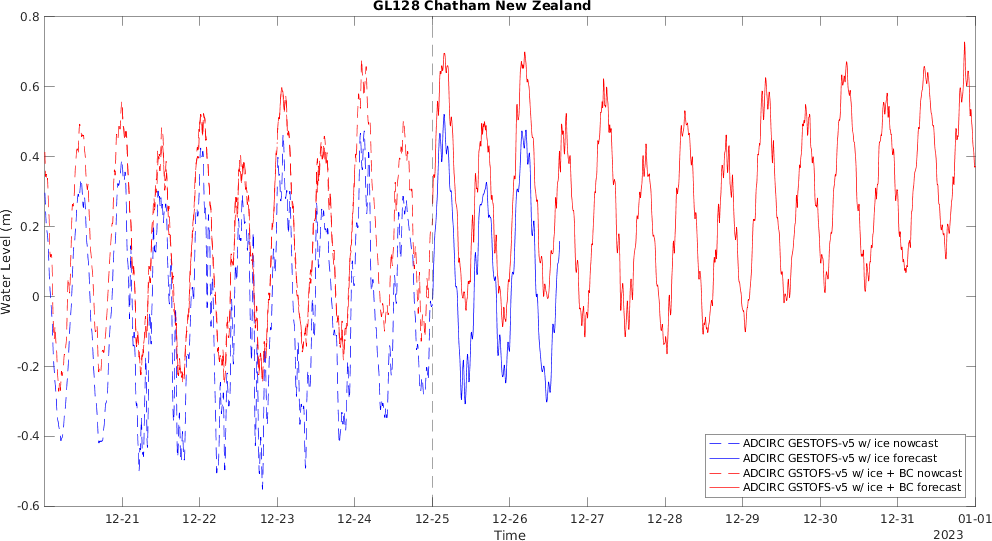 GL128 Chatham New Zealand
0.8
0.6
0.4
0.2
0
-0.2
-0.4
-0.6
Water Level (m)
12-21 12-22 12-23 12-24 12-25 12-26 12-27 12-28 12-29 12-30 12-31 01-01
Time
2023
ADCIRC GESTOFS-v5 w/ ice nowcast
ADCIRC GESTOFS-v5 w/ ice forecast
ADCIRC GSTOFS-v5 w/ ice + BC nowcast
ADCIRC GSTOFS-v5 w/ ice + BC forecast